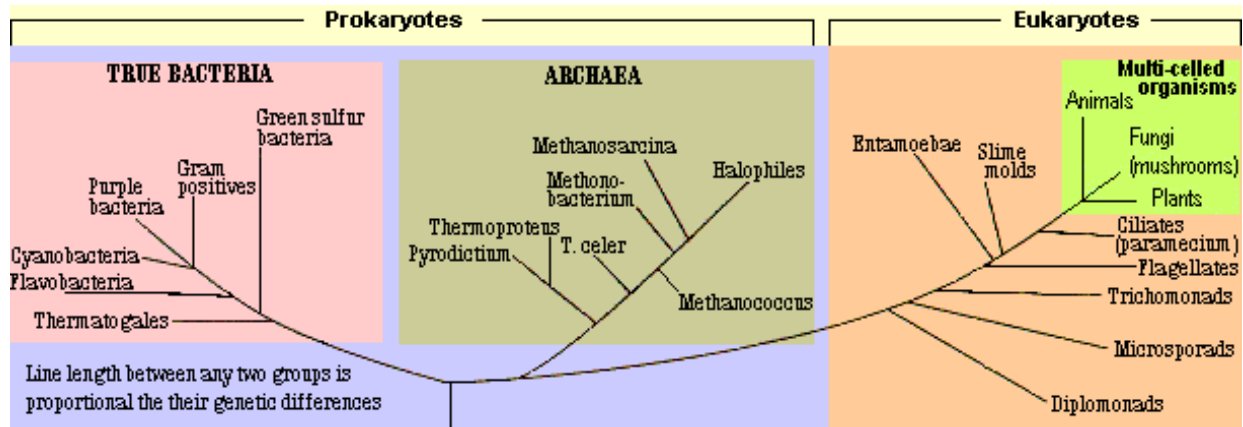 Prokaryotes
Eukaryotes
TRUE BACTERIA
Green sulfur
bacteria
Gram
positives
Purple
bacteria
Cyanobacteria
Flavobacteria
Thermatogales
Line length between any two groups is
proportional the their genetic differences
ARCHAEA
Methanosarcina
Halophiles
Methono-
bacterium
Thermoproteus
Pyrodictium
T. celer
Methanococcus
Multi-celled
organisms
Animals
Fungi
(mushrooms)
Plants
Entamoebae
Slime
molds
Ciliates
(paramecium)
Flagellates
Trichomonads
Microsporads
Diplomonads